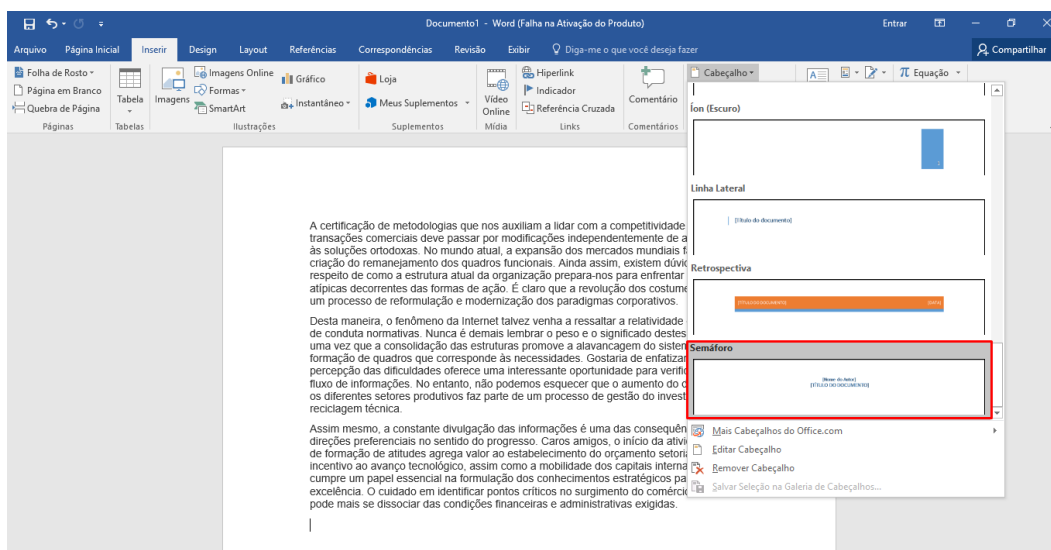 Documento1 - Word (Falha na Ativação do Produto)
Entrar
Arquivo Página Inicial Inserir Design Layout Referências Correspondências Revisão Exibir Diga-me o que você deseja fazer Compartilhar
Folha de Rosto
Página em Branco
Quebra de Página
Páginas
Tabela
Tabelas
Imagens
Imagens Online
Formas
SmartArt
Gráfico
Instantâneo
Ilustrações
Loja
Meus Suplementos
Suplementos
Vídeo
Online
Mídia
Hiperlink
Indicador
Referência Cruzada
Links
Comentário
Comentários
Cabeçalho
Equação
Íon (Escuro)
Linha Lateral
[Título do documento]
Retrospectiva
[TÍTULO DO DOCUMENTO] [DATA]
Semáforo
[Nome do Autor]
[TÍTULO DO DOCUMENTO]
Mais Cabeçalhos do Office.com
Editar Cabeçalho
Remover Cabeçalho
Salvar Seleção na Galeria de Cabeçalhos...
A certificação de metodologias que nos auxiliam a lidar com a competitividade
transações comerciais deve passar por modificações independentemente de a
às soluções ortodoxas. No mundo atual, a expansão dos mercados mundiais f
criação do remanejamento dos quadros funcionais. Ainda assim, existem dúvid
respeito de como a estrutura atual da organização prepara-nos para enfrentar
atípicas decorrentes das formas de ação. É claro que a revolução dos costume
um processo de reformulação e modernização dos paradigmas corporativos.
Desta maneira, o fenômeno da Internet talvez venha a ressaltar a relatividade
de conduta normativas. Nunca é demais lembrar o peso e o significado destes
uma vez que a consolidação das estruturas promove a alavancagem do sistem
formação de quadros que corresponde às necessidades. Gostaria de enfatizar
percepção das dificuldades oferece uma interessante oportunidade para verific
fluxo de informações. No entanto, não podemos esquecer que o aumento do d
os diferentes setores produtivos faz parte de um processo de gestão do invest
reciclagem técnica.
Assim mesmo, a constante divulgação das informações é uma das consequên
direções preferenciais no sentido do progresso. Caros amigos, o início da ativi
de formação de atitudes agrega valor ao estabelecimento do orçamento setoria
incentivo ao avanço tecnológico, assim como a mobilidade dos capitais interna
cumpre um papel essencial na formulação dos conhecimentos estratégicos pa
excelência. O cuidado em identificar pontos críticos no surgimento do comérci
pode mais se dissociar das condições financeiras e administrativas exigidas.